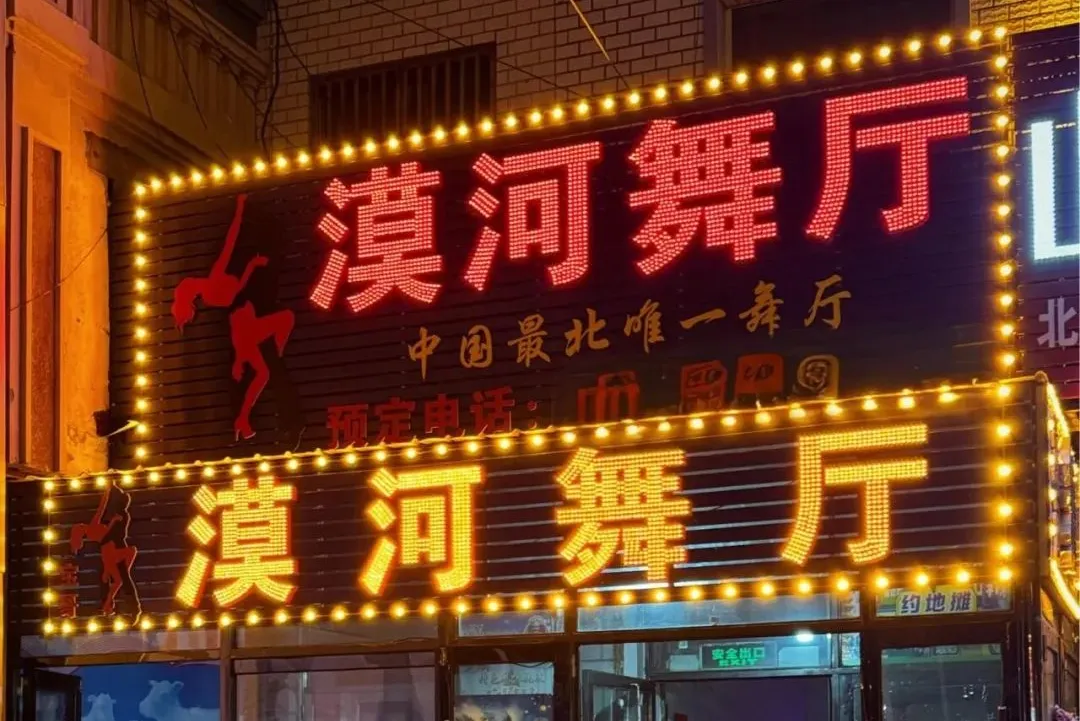 漠河舞厅
中国最北唯一舞厅
预定电话：
漠河舞厅
约地摊
安全出口
EXIT
北